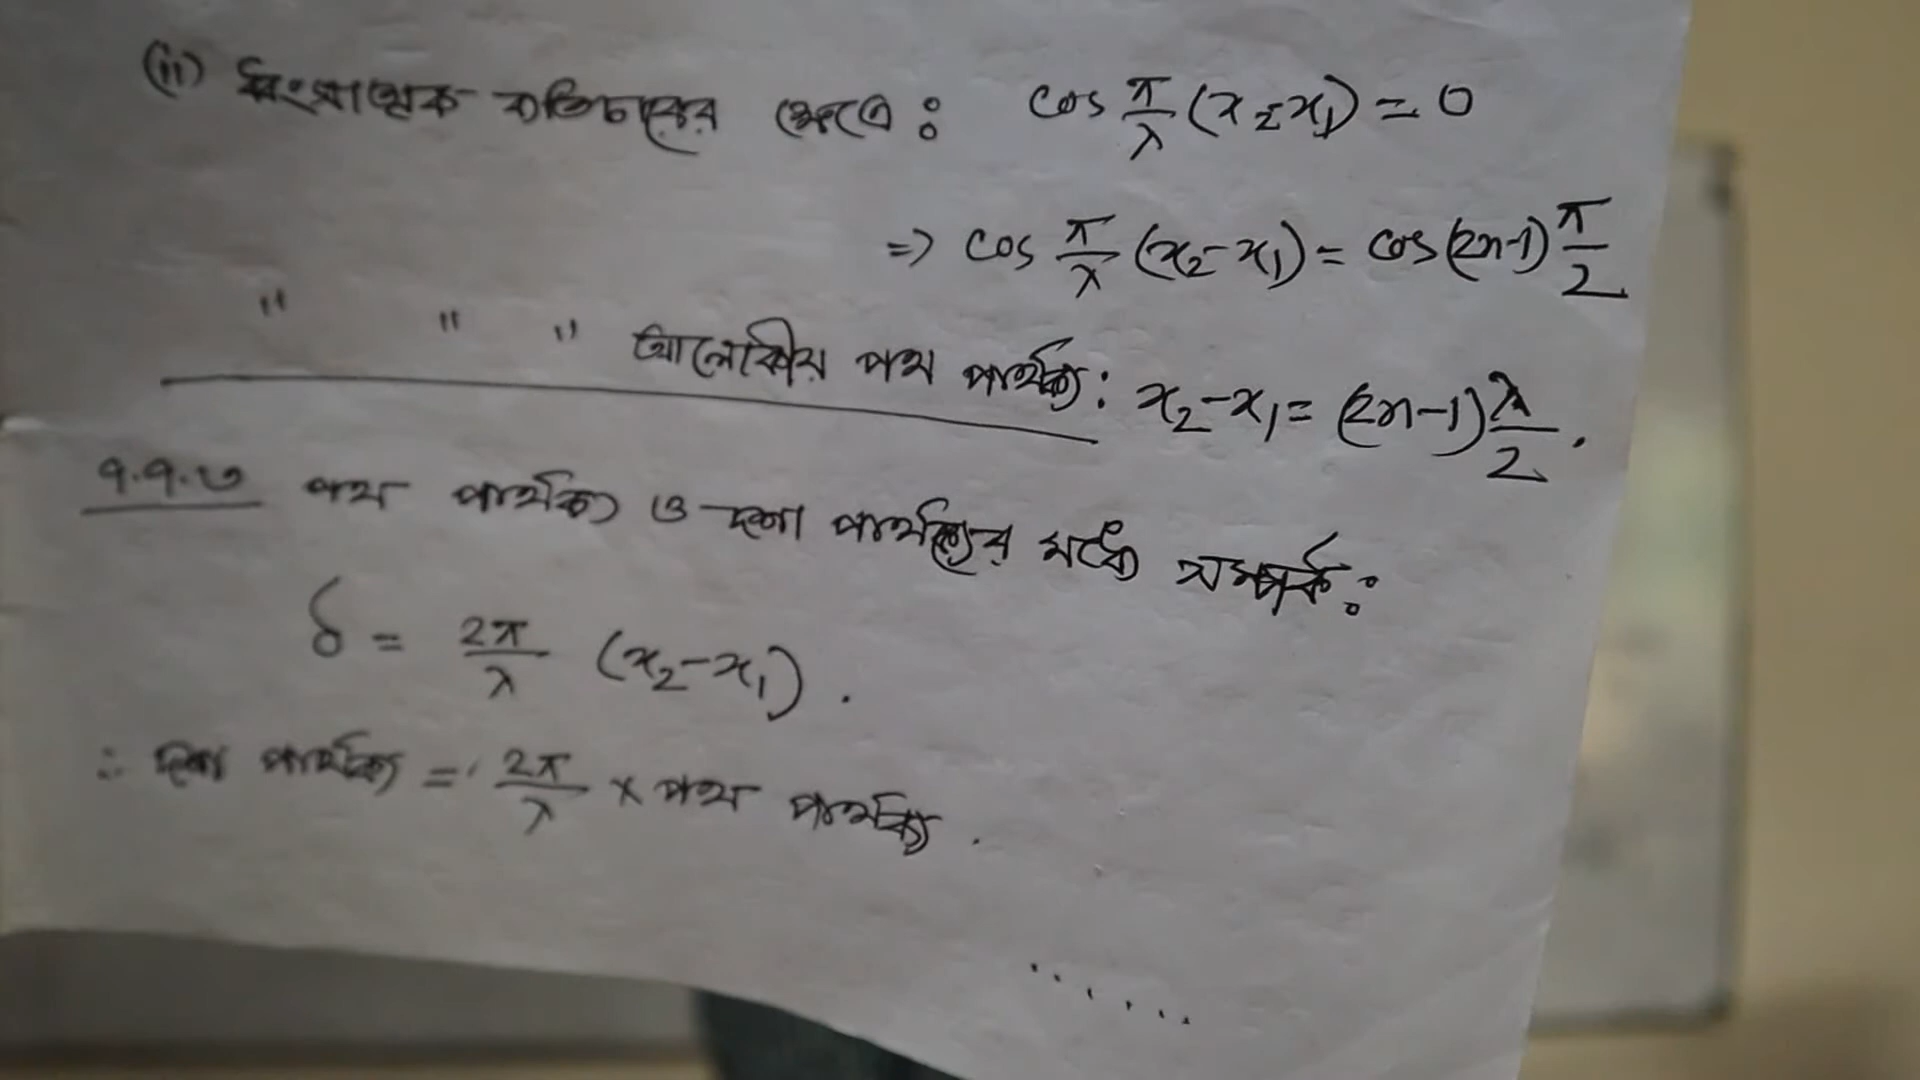 (ii) ধ্বংসাত্মক ব্যতিচারের ক্ষেত্রে : cos π/λ (x₂-x₁) = 0
=> cos π/λ (x₂-x₁) = cos(2n-1) π/2
" " " আলোকীয় পথ পার্থক্য : x₂-x₁ = (2n-1) λ/2 .
৭.৭.৩ পথ পার্থক্য ও দশা পার্থক্যের মধ্যে সম্পর্ক :
δ = 2π/λ (x₂-x₁) .
∴ দশা পার্থক্য = 2π/λ × পথ পার্থক্য .
......